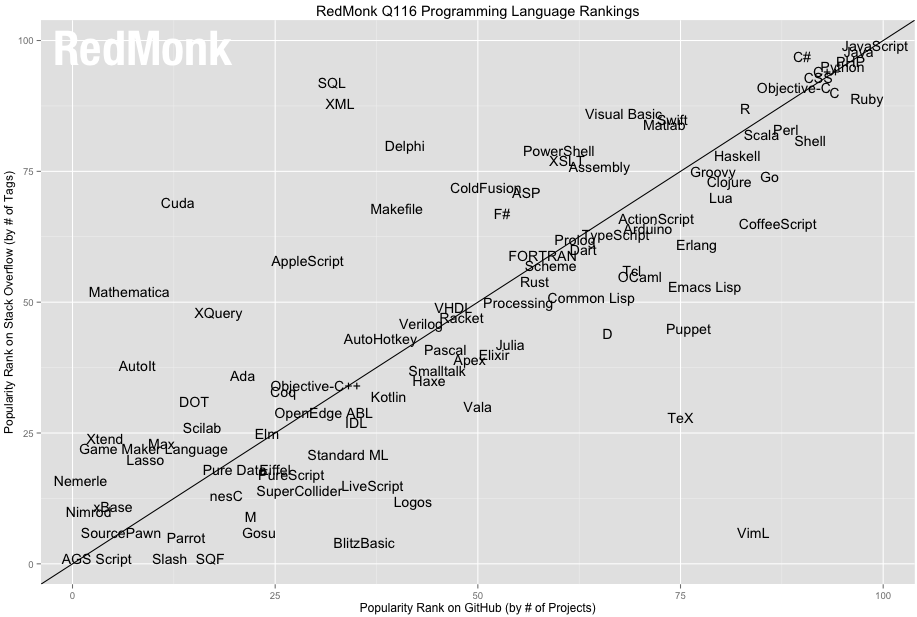 RedMonk Q116 Programming Language Rankings
RedMonk
Popularity Rank on Stack Overflow (by # of Tags)
100
75
50
25
0
JavaScript
Java
C#
PHP
Python
C++
CSS
SQL
Objective-C
C
XML
Ruby
R
Visual Basic
Swift
Matlab
Perl
Scala
Shell
Delphi
PowerShell
Haskell
XSLT
Assembly
Groovy
Go
Clojure
ColdFusion
ASP
Lua
Cuda
Makefile
F#
ActionScript
CoffeeScript
Arduino
TypeScript
Prolog
Erlang
Dart
FORTRAN
AppleScript
Scheme
Tcl
OCaml
Rust
Emacs Lisp
Mathematica
Common Lisp
Processing
VHDL
XQuery
Racket
Verilog
Puppet
D
AutoHotkey
Julia
Pascal
Elixir
Apex
AutoIt
Smalltalk
Ada
Haxe
Objective-C++
Coq
Kotlin
DOT
Vala
OpenEdge ABL
TeX
IDL
Scilab
Elm
Xtend
Max
Game Maker Language
Standard ML
Lasso
Pure Data
Eiffel
PureScript
Nemerle
LiveScript
SuperCollider
nesC
Logos
xBase
Nimrod
M
SourcePawn
Gosu
VimL
Parrot
BlitzBasic
AGS Script
Slash
SQF
0
25
50
75
100
Popularity Rank on GitHub (by # of Projects)